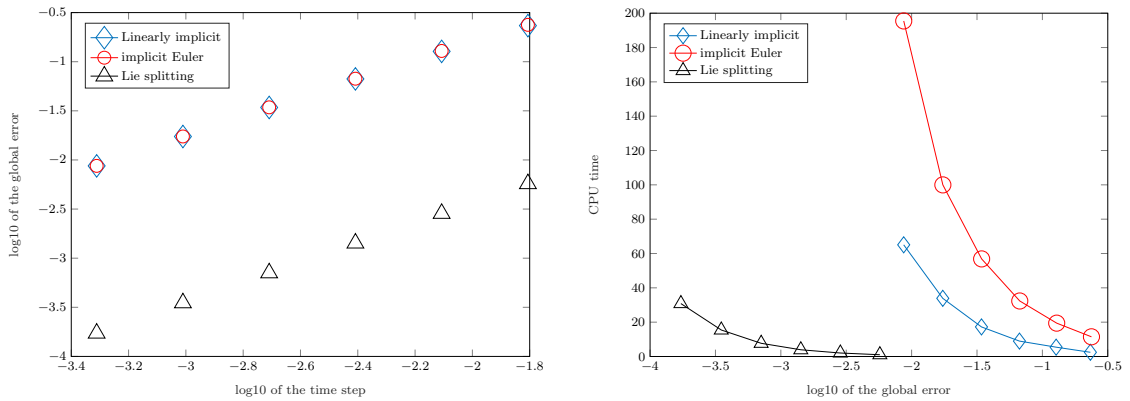 −0.5
−1
−1.5
−2
−2.5
−3
−3.5
−4
log10 of the global error
Linearly implicit
implicit Euler
Lie splitting
−3.4 −3.2 −3 −2.8 −2.6 −2.4 −2.2 −2 −1.8
log10 of the time step
200
180
160
140
120
100
80
60
40
20
0
CPU time
Linearly implicit
implicit Euler
Lie splitting
−4 −3.5 −3 −2.5 −2 −1.5 −1 −0.5
log10 of the global error